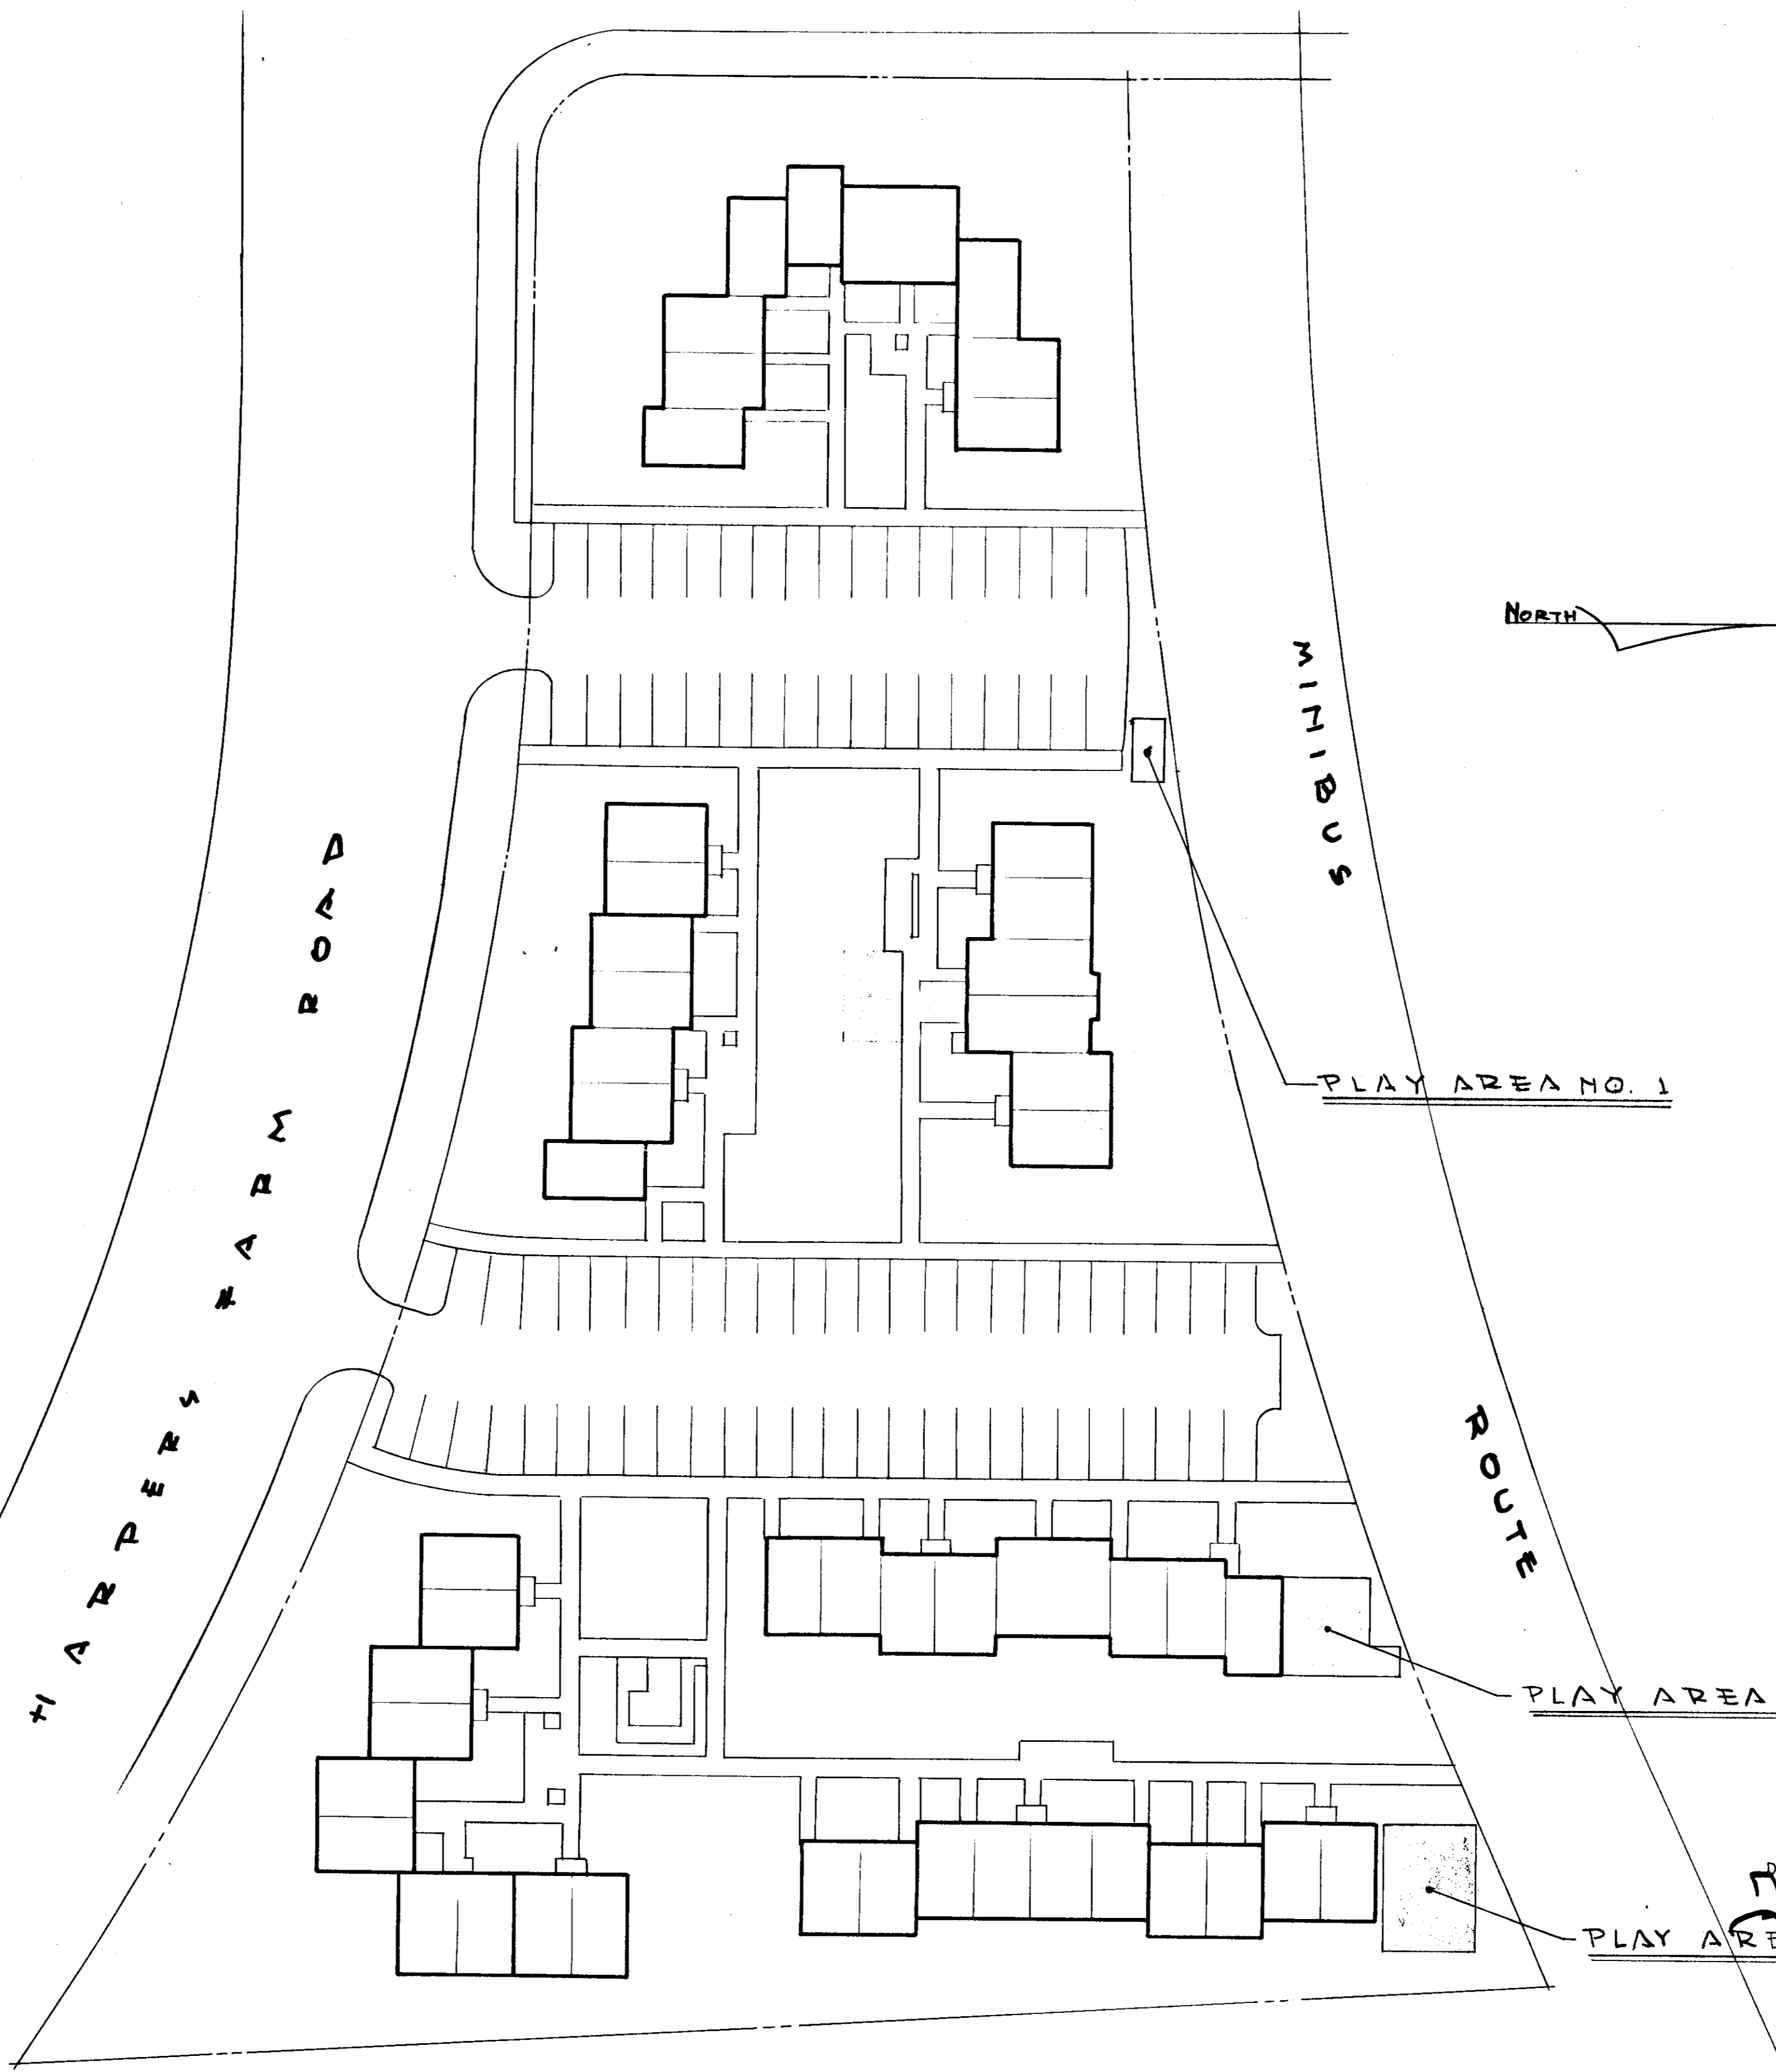 NORTH
MINIBUS ROUTE
HARPERS FARM ROAD
PLAY AREA NO. 1
PLAY AREA
PLAY ARE